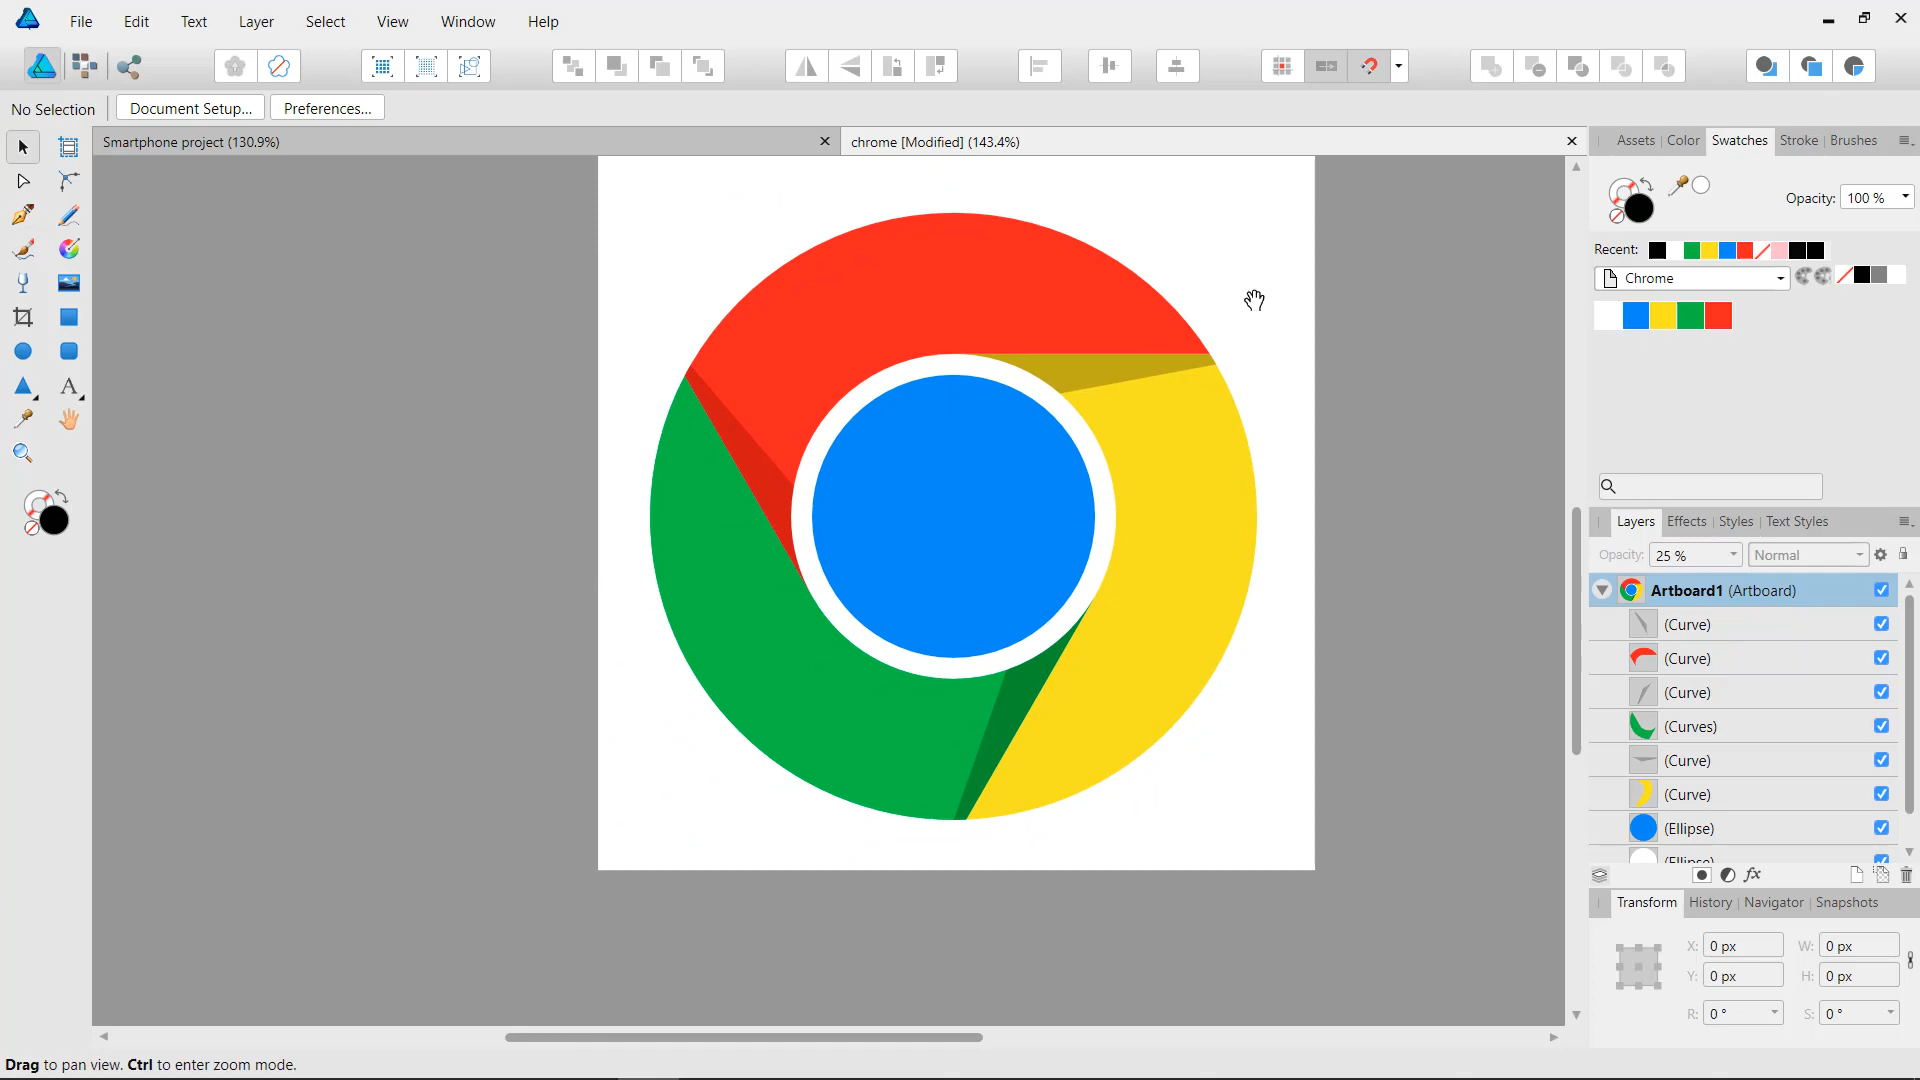 File Edit Text Layer Select View Window Help
No Selection Document Setup... Preferences...
Smartphone project (130.9%)
chrome [Modified] (143.4%)
Assets Color Swatches Stroke Brushes
Opacity: 100 %
Recent:
Chrome
Layers Effects Styles Text Styles
Opacity: 25 % Normal
Artboard1 (Artboard)
(Curve)
(Curve)
(Curve)
(Curves)
(Curve)
(Curve)
(Ellipse)
(Ellipse)
Transform History Navigator Snapshots
X: 0 px W: 0 px
Y: 0 px H: 0 px
R: 0 ° S: 0 °
Drag to pan view. Ctrl to enter zoom mode.